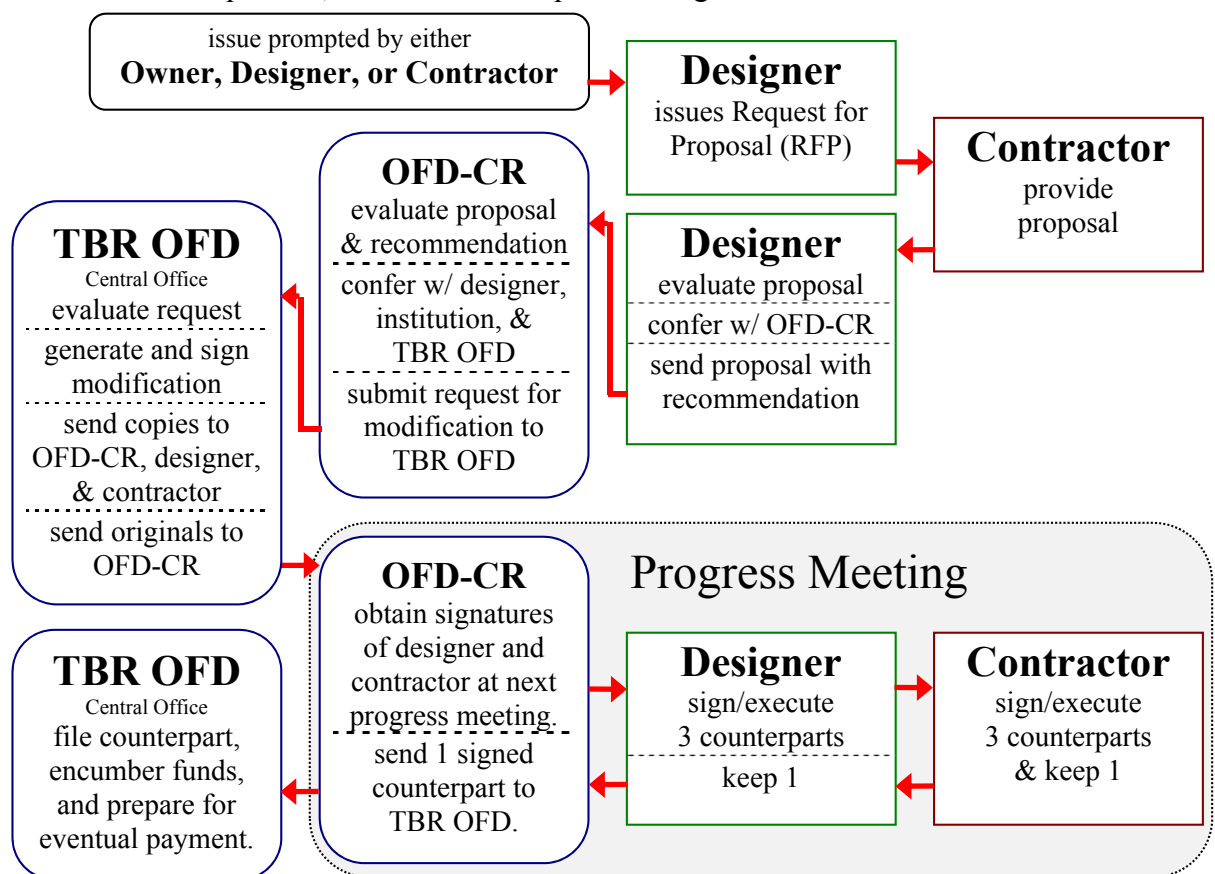 issue prompted by either
Owner, Designer, or Contractor
Designer
issues Request for
Proposal (RFP)
Contractor
provide
proposal
Designer
evaluate proposal
confer w/ OFD-CR
send proposal with
recommendation
OFD-CR
evaluate proposal
& recommendation
confer w/ designer,
institution, &
TBR OFD
submit request for
modification to
TBR OFD
TBR OFD
Central Office
evaluate request
generate and sign
modification
send copies to
OFD-CR, designer,
& contractor
send originals to
OFD-CR
Progress Meeting
OFD-CR
obtain signatures
of designer and
contractor at next
progress meeting.
send 1 signed
counterpart to
TBR OFD.
Designer
sign/execute
3 counterparts
keep 1
Contractor
sign/execute
3 counterparts
& keep 1
TBR OFD
Central Office
file counterpart,
encumber funds,
and prepare for
eventual payment.